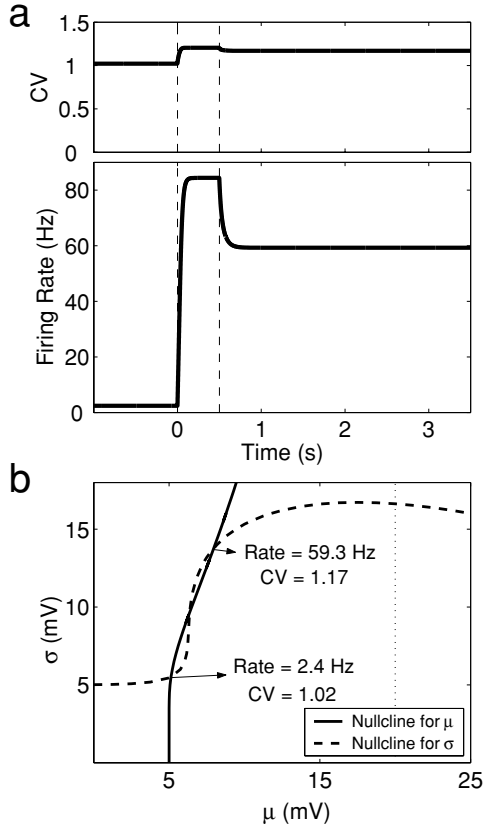 a
1.5
1
0.5
0
CV
80
60
40
20
0
Firing Rate (Hz)
0 1 2 3
Time (s)
b
15
10
5
σ (mV)
Rate = 59.3 Hz
CV = 1.17
Rate = 2.4 Hz
CV = 1.02
Nullcline for μ
Nullcline for σ
5 15 25
μ (mV)